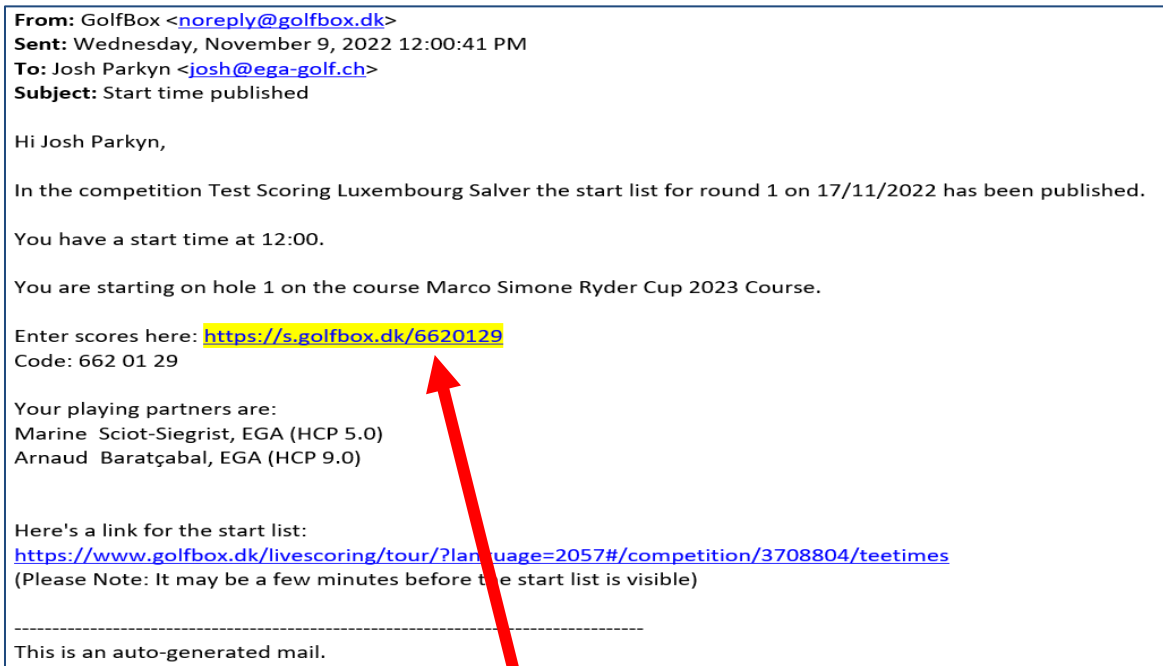 From: GolfBox <noreply@golfbox.dk>
Sent: Wednesday, November 9, 2022 12:00:41 PM
To: Josh Parkyn <josh@ega-golf.ch>
Subject: Start time published
Hi Josh Parkyn,
In the competition Test Scoring Luxembourg Salver the start list for round 1 on 17/11/2022 has been published.
You have a start time at 12:00.
You are starting on hole 1 on the course Marco Simone Ryder Cup 2023 Course.
Enter scores here: https://s.golfbox.dk/6620129
Code: 662 01 29
Your playing partners are:
Marine  Sciot-Siegrist, EGA (HCP 5.0)
Arnaud  Baratçabal, EGA (HCP 9.0)
Here's a link for the start list:
https://www.golfbox.dk/livescoring/tour/?language=2057#/competition/3708804/teetimes
(Please Note: It may be a few minutes before the start list is visible)
------------------------------------------------------------------------------------
This is an auto-generated mail.